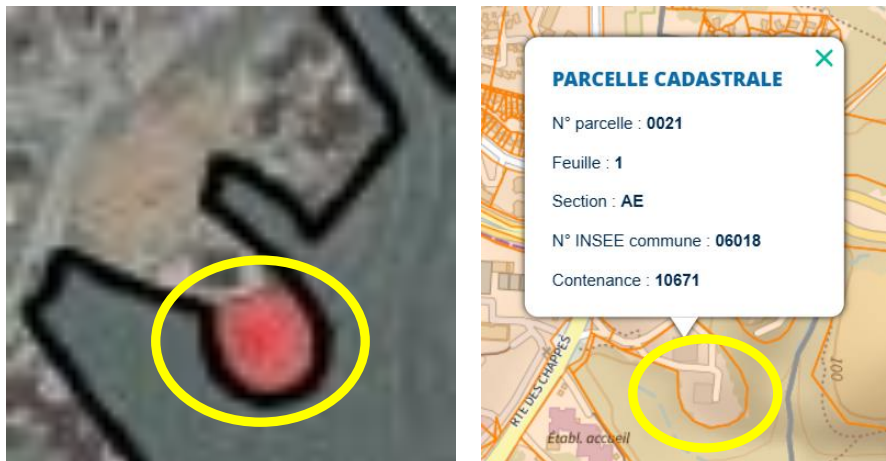 PARCELLE CADASTRALE
N° parcelle : 0021
Feuille : 1
Section : AE
N° INSEE commune : 06018
Contenance : 10671
RTE DES CHAPPES
Établ. accueil
100